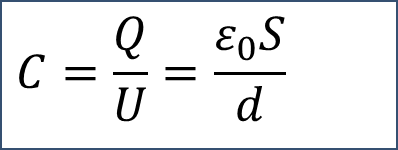 C = Q/U = ε₀S/d